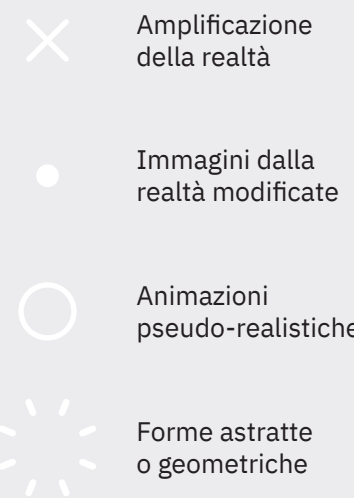 Amplificazione
della realtà
Immagini dalla
realtà modificate
Animazioni
pseudo-realistiche
Forme astratte
o geometriche